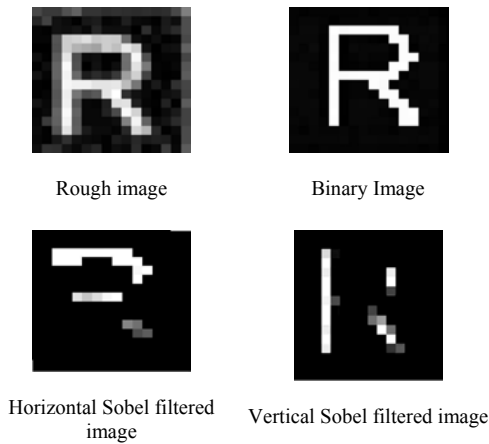 R R
Rough image Binary Image
Horizontal Sobel filtered Vertical Sobel filtered image
image